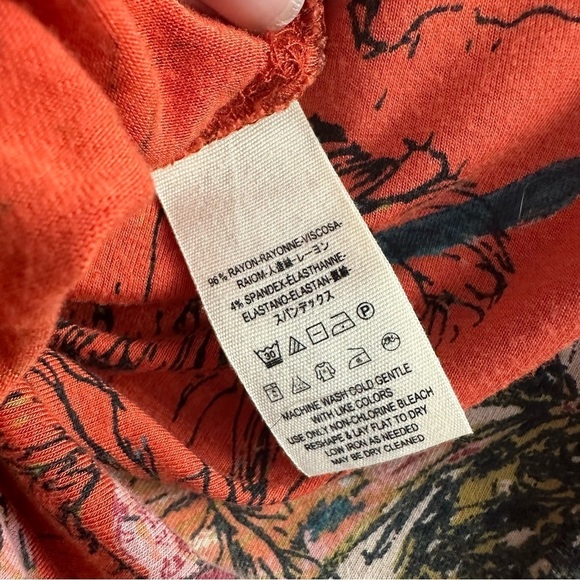 96% RAYON-RAYONNE-VISCOSA-
RAIOM-人造絲-レーヨン
4% SPANDEX-ÉLASTHANNE-
ELASTANO-ELASTAN-氨綸-
スパンデックス
30 P
MACHINE WASH COLD, GENTLE
WITH LIKE COLORS
USE ONLY NON-CHLORINE BLEACH
RESHAPE & LAY FLAT TO DRY
LOW IRON AS NEEDED
MAY BE DRY CLEANED